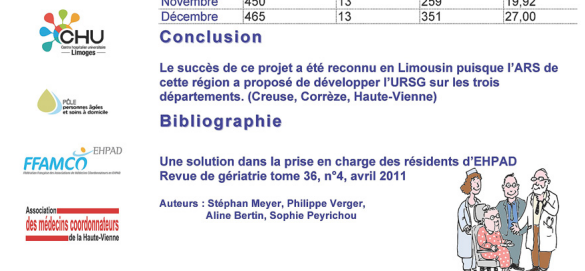 Novembre 450 13 259 19,92
Décembre 465 13 351 27,00
CHU
Centre hospitalier universitaire
Limoges
Conclusion
Le succès de ce projet a été reconnu en Limousin puisque l'ARS de
cette région a proposé de développer l'URSG sur les trois
départements. (Creuse, Corrèze, Haute-Vienne)
PÔLE
personnes âgées
et soins à domicile
Bibliographie
EHPAD
FFAMCO
Une solution dans la prise en charge des résidents d'EHPAD
Revue de gériatrie tome 36, n°4, avril 2011
Auteurs : Stéphan Meyer, Philippe Verger,
Aline Bertin, Sophie Peyrichou
Association
des médecins coordonnateurs
de la Haute-Vienne